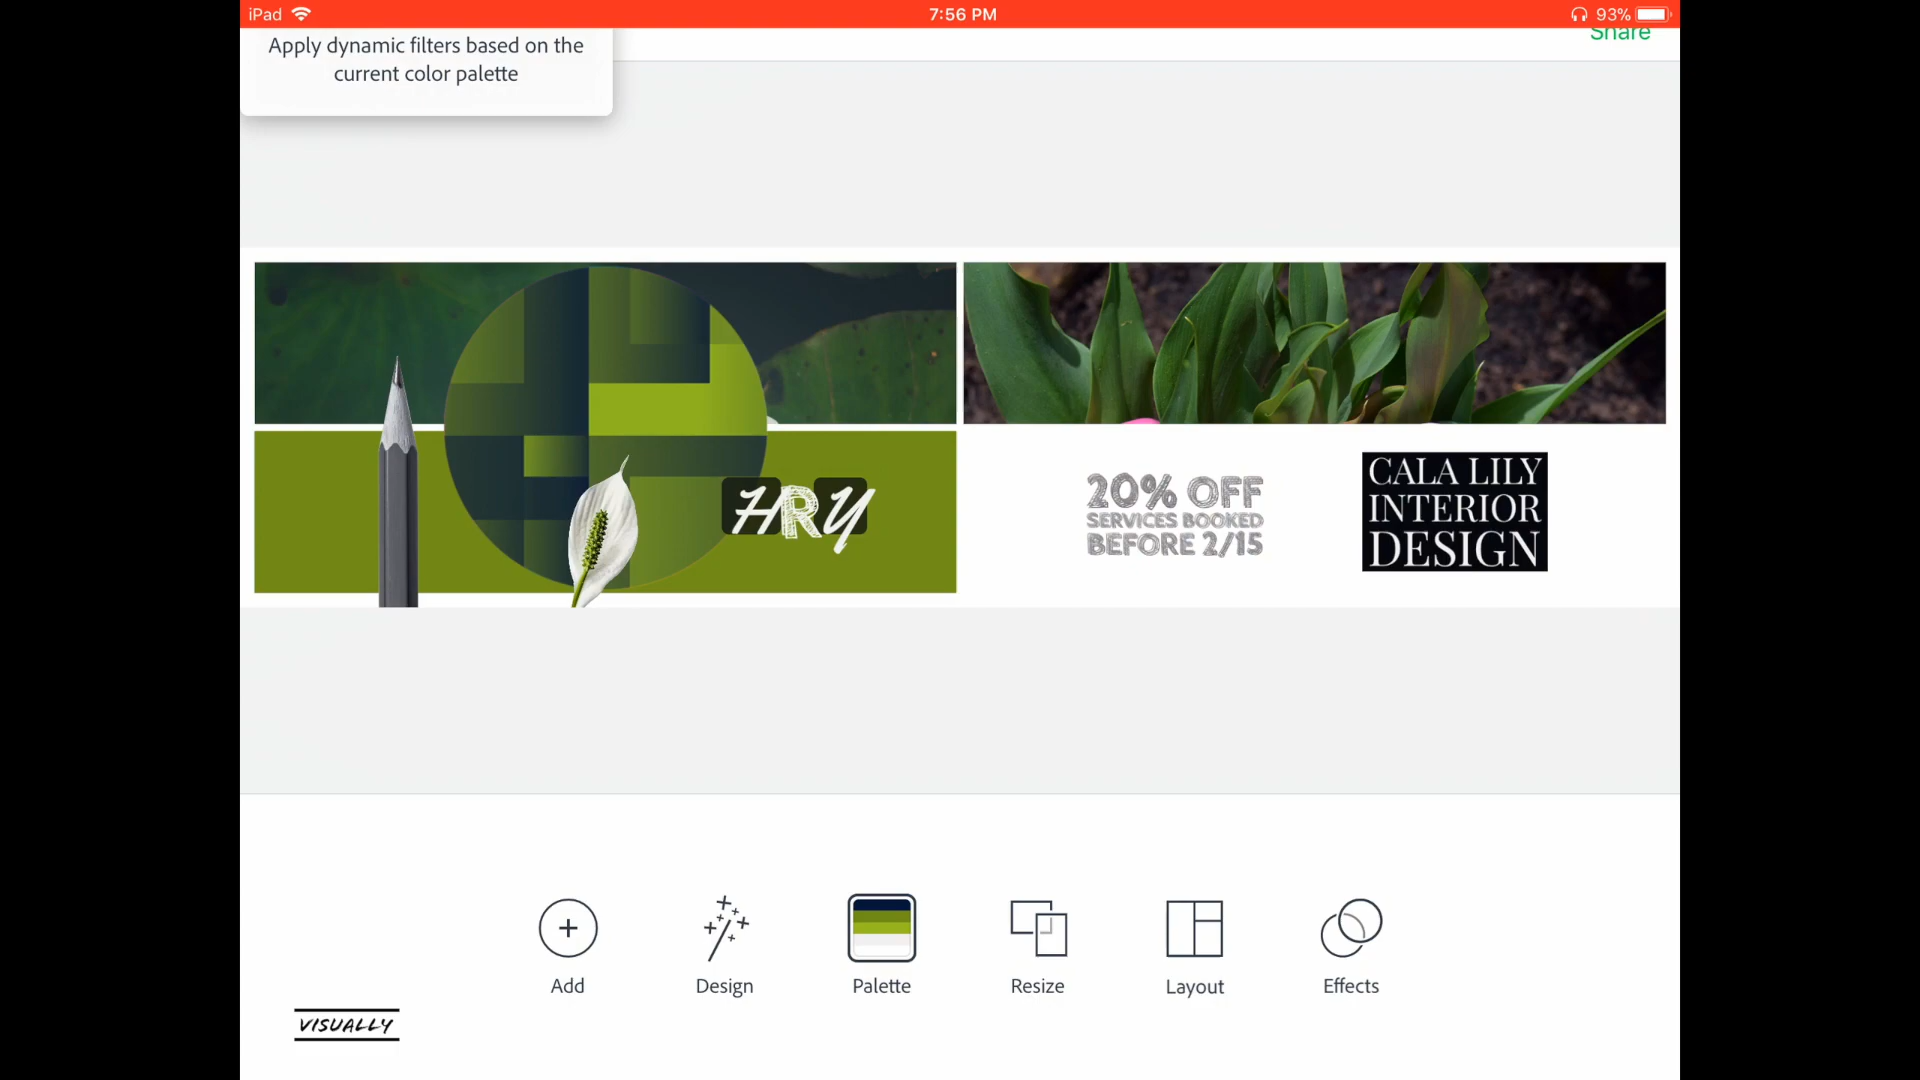 iPad 7:56 PM 93%
Apply dynamic filters based on the
current color palette
Share
HRY
20% OFF
SERVICES BOOKED
BEFORE 2/15
CALA LILY
INTERIOR
DESIGN
Add Design Palette Resize Layout Effects
VISUALLY